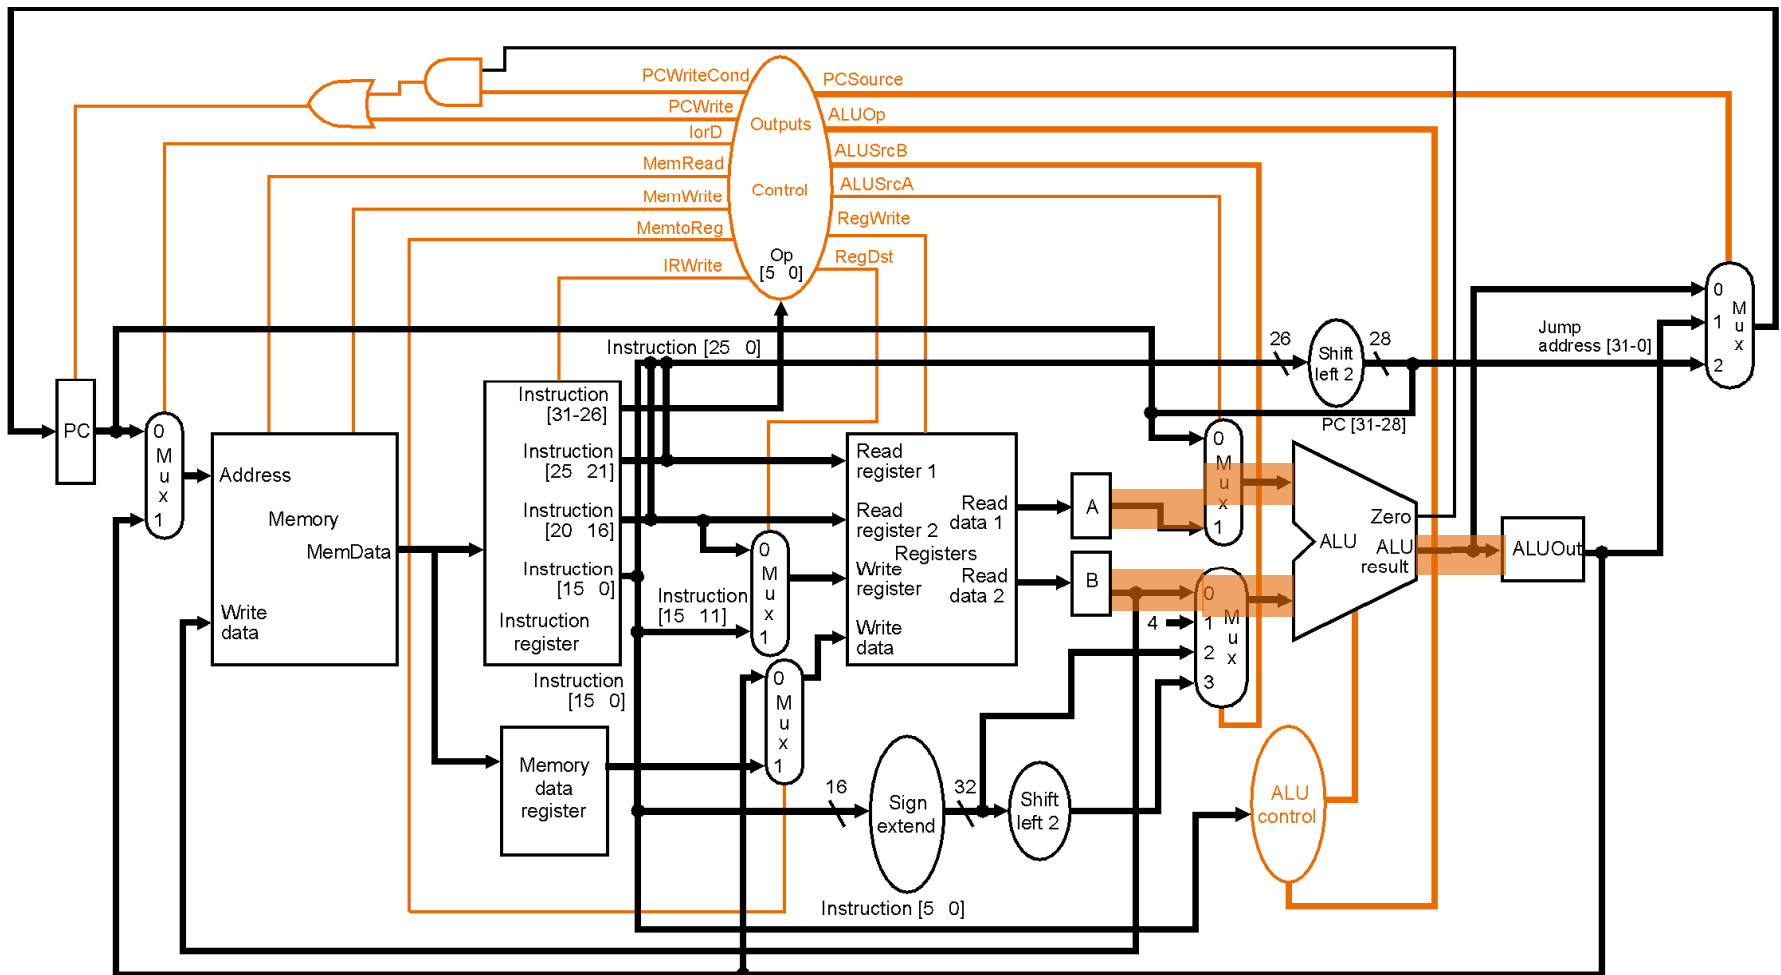 PCWriteCond
PCSource
PCWrite
ALUOp
Outputs
IorD
ALUSrcB
MemRead
ALUSrcA
Control
MemWrite
RegWrite
MemtoReg
Op
[5 0]
RegDst
IRWrite
0
1
2
M
u
x
Jump
address [31-0]
26
28
Shift
left 2
Instruction [25 0]
PC [31-28]
PC
0
M
u
x
1
Address
Memory
MemData
Write
data
Instruction
[31-26]
Instruction
[25 21]
Instruction
[20 16]
Instruction
[15 0]
Instruction
register
Instruction
[15 11]
0
M
u
x
1
Read
register 1
Read
register 2
Registers
Write
register
Write
data
Read
data 1
Read
data 2
A
B
0
M
u
x
1
0
1
2
3
M
u
x
4
Zero
ALU
ALU
result
ALUOut
Instruction
[15 0]
0
M
u
x
1
Memory
data
register
16
Sign
extend
32
Shift
left 2
ALU
control
Instruction [5 0]